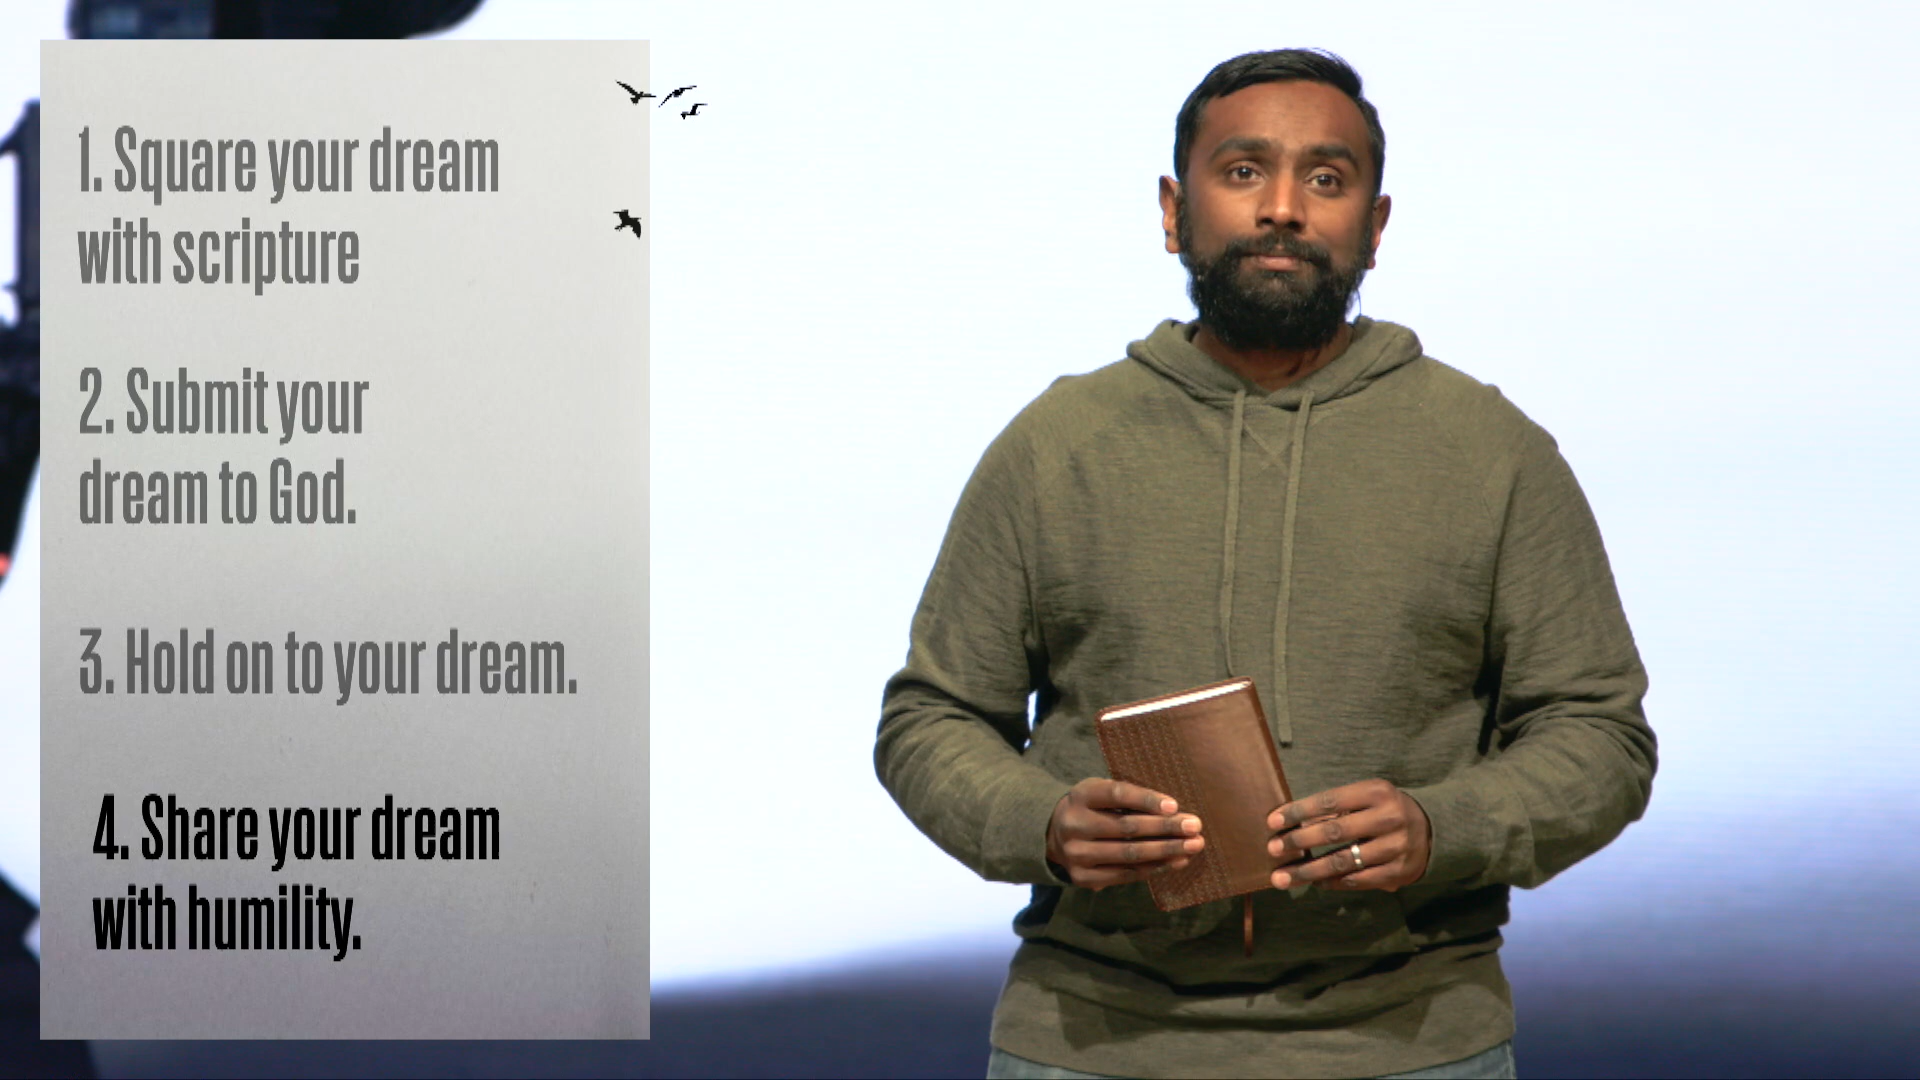 1. Square your dream
with scripture
2. Submit your
dream to God.
3. Hold on to your dream.
4. Share your dream
with humility.